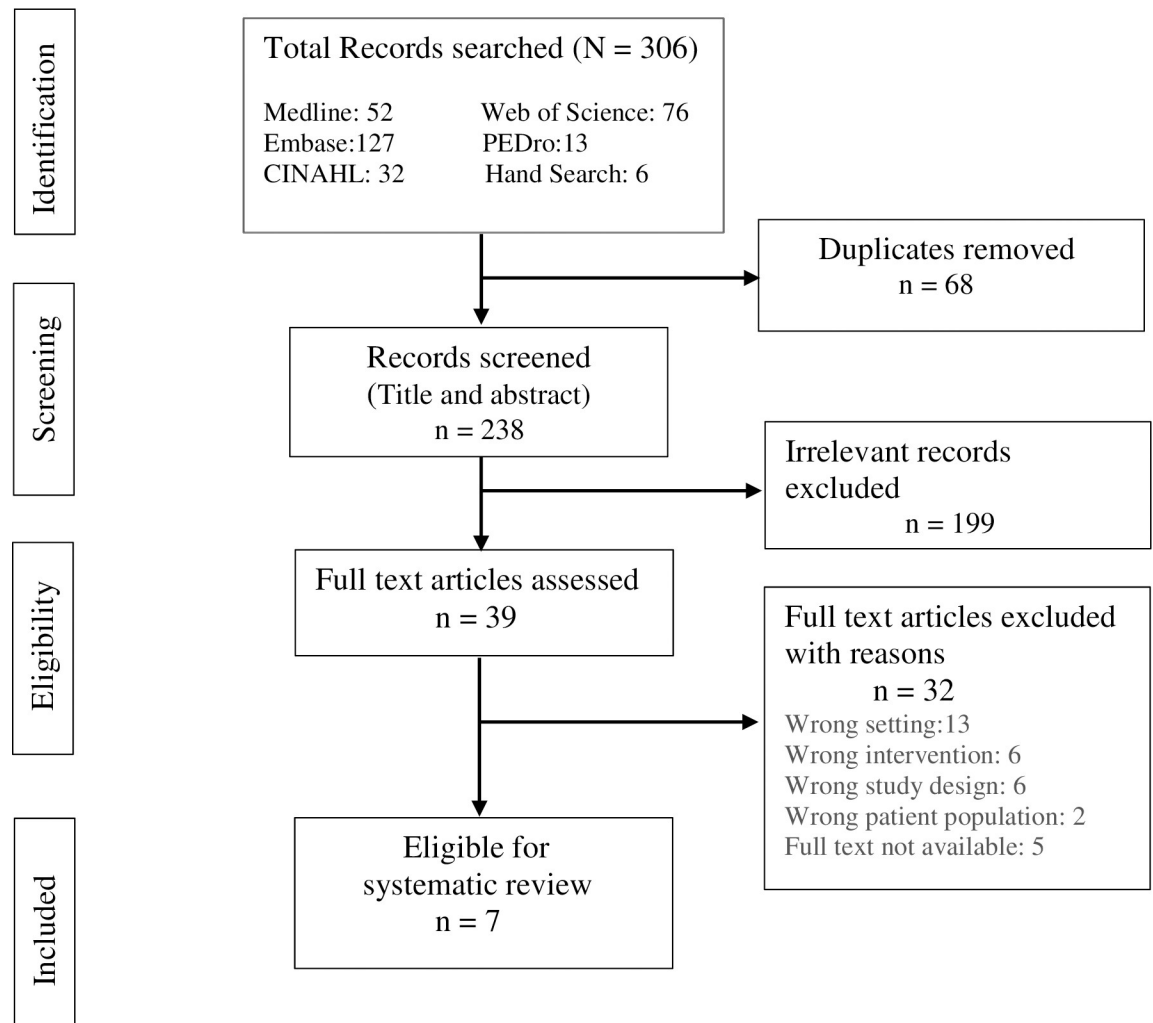 Identification
Total Records searched (N = 306)
Medline: 52 Web of Science: 76
Embase:127 PEDro:13
CINAHL: 32 Hand Search: 6
Duplicates removed
n = 68
Screening
Records screened
(Title and abstract)
n = 238
Irrelevant records
excluded
n = 199
Eligibility
Full text articles assessed
n = 39
Full text articles excluded
with reasons
n = 32
Wrong setting:13
Wrong intervention: 6
Wrong study design: 6
Wrong patient population: 2
Full text not available: 5
Included
Eligible for
systematic review
n = 7